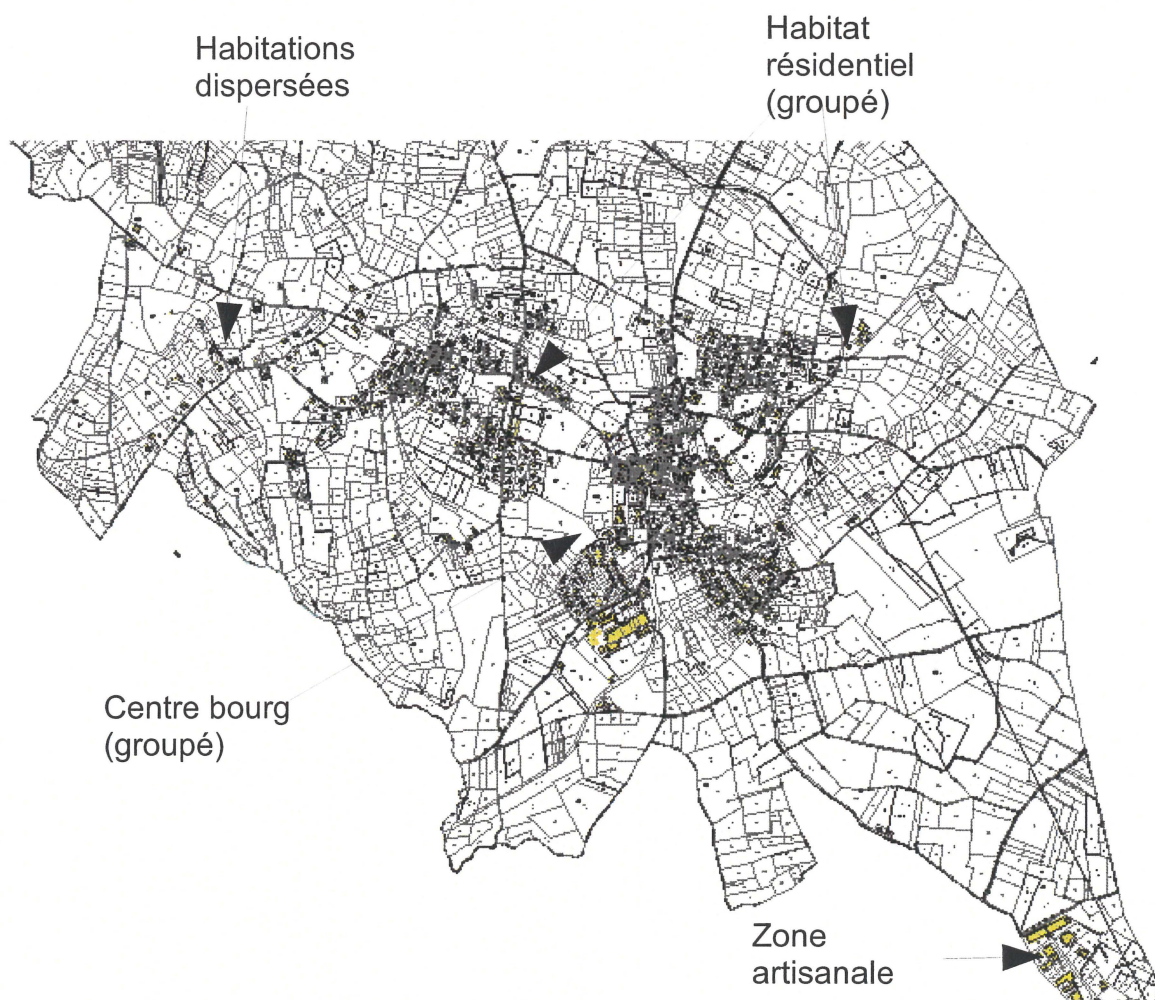 Habitations
dispersées
Habitat
résidentiel
(groupé)
Centre bourg
(groupé)
Zone
artisanale